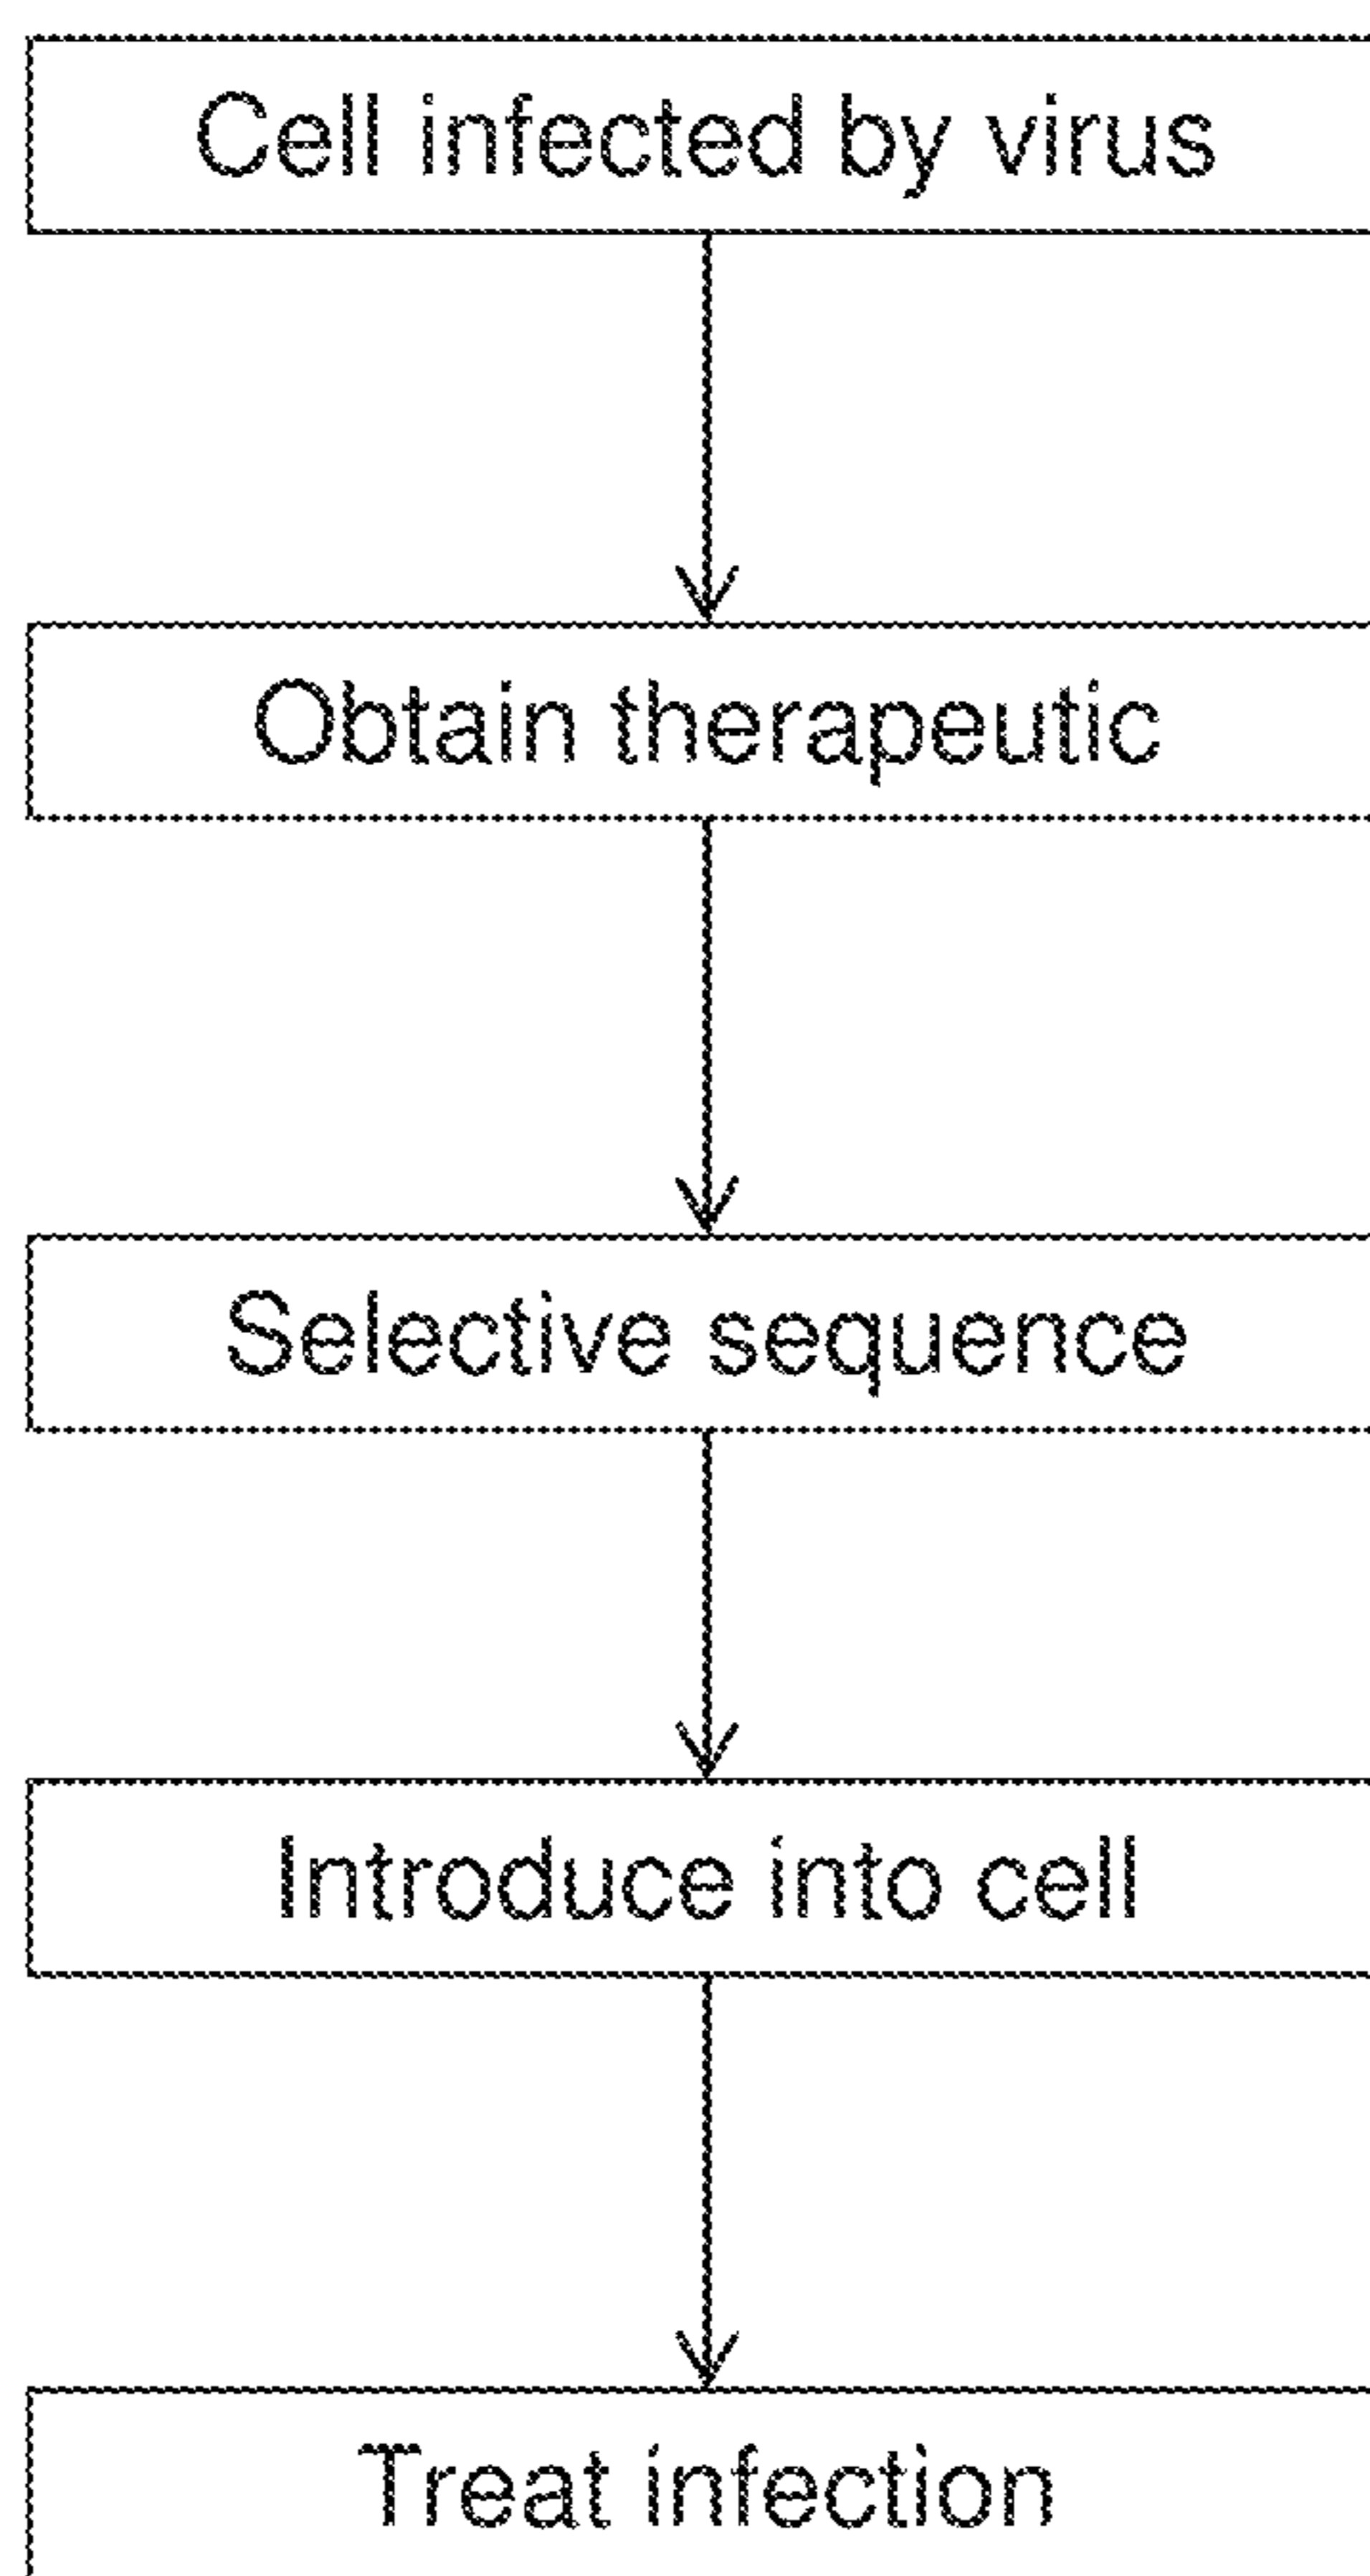 Cell infected by virus
Obtain therapeutic
Selective sequence
Introduce into cell
Treat infection